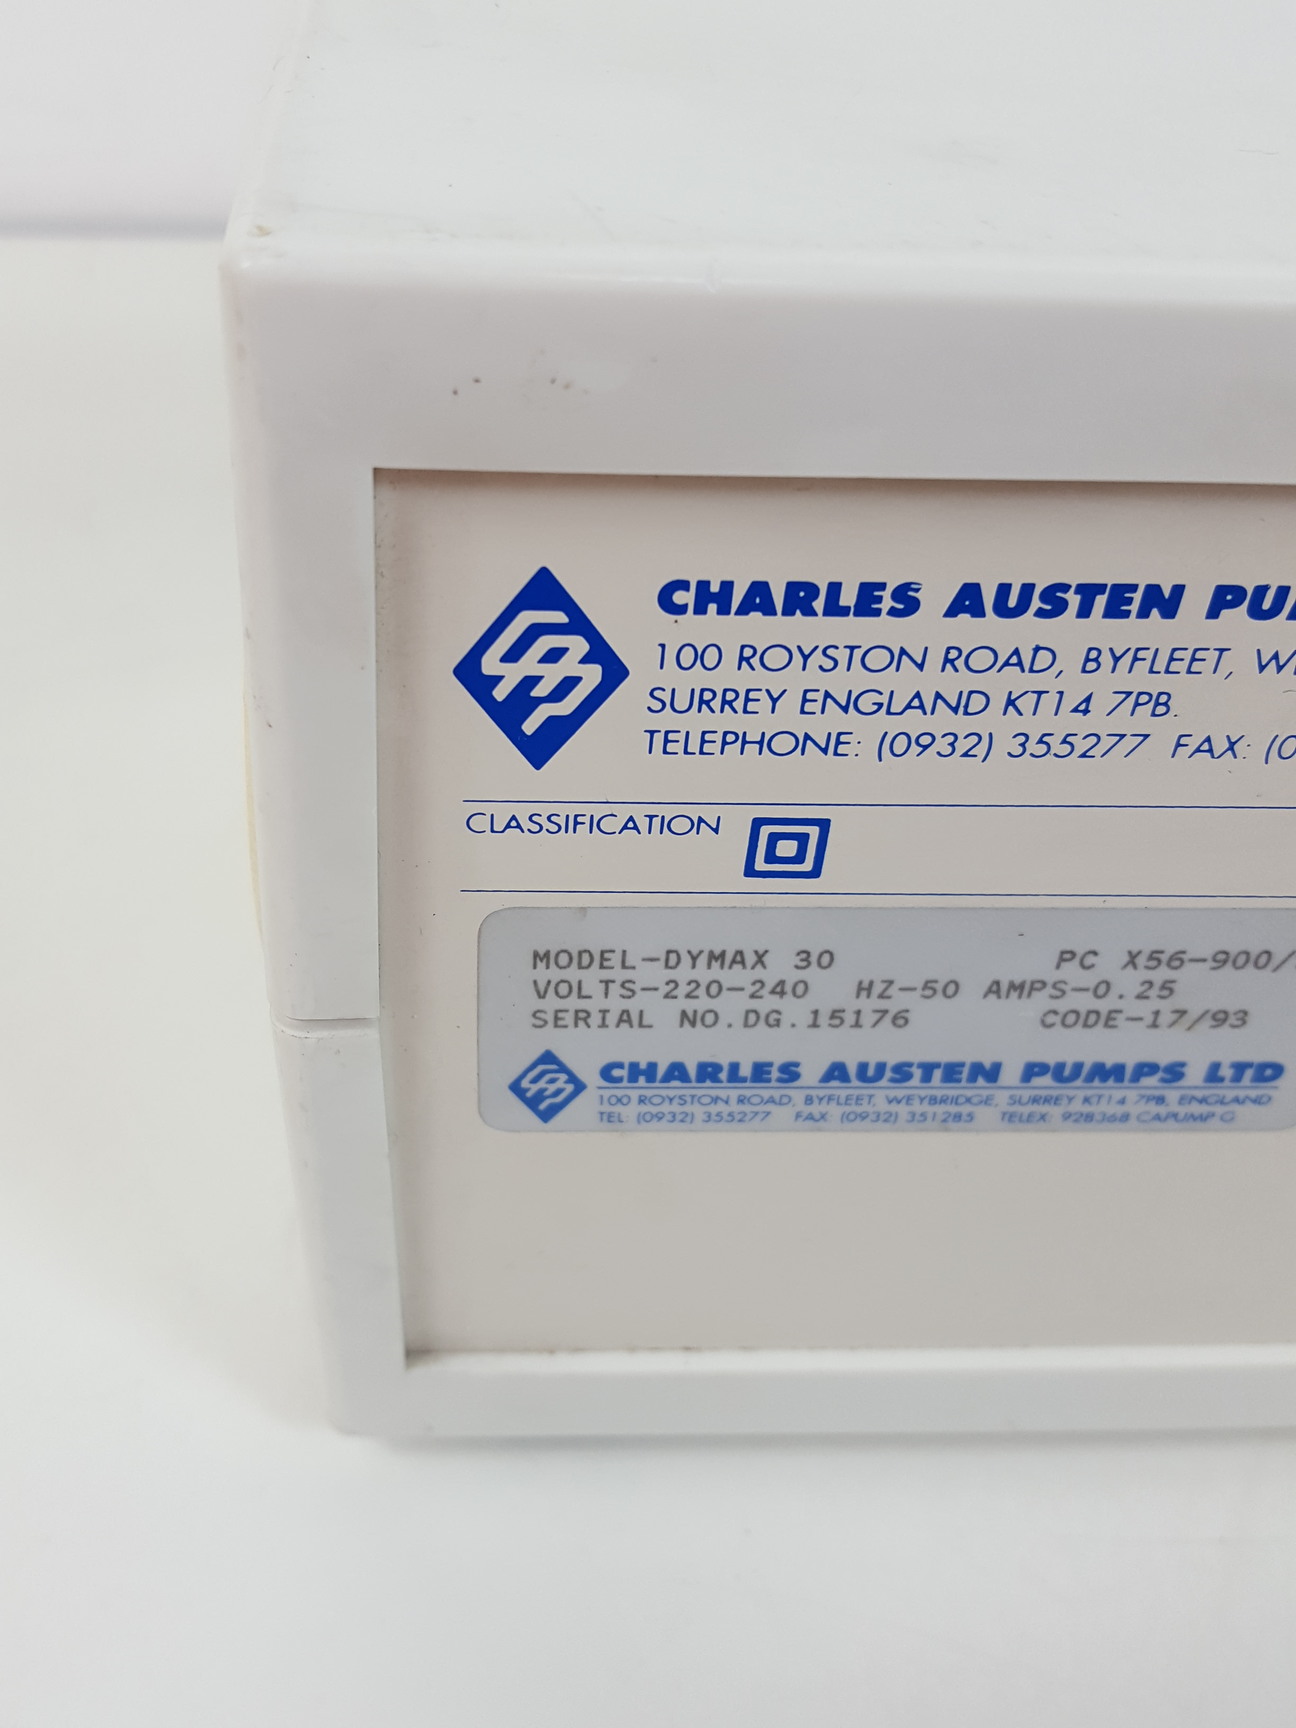 CHARLES AUSTEN
100 ROYSTON ROAD, BYFLEET,
SURREY ENGLAND KT14 7PB.
TELEPHONE: (0932) 355277 FAX:
CLASSIFICATION
MODEL-DYMAX 30 PC X56-900/
VOLTS-220-240 HZ-50 AMPS-0.25
SERIAL NO.DG.15176 CODE-17/93
CHARLES AUSTEN PUMPS LTD
100 ROYSTON ROAD, BYFLEET, WEYBRIDGE, SURREY KT14 7PB, ENGLAND
TEL: (0932) 355277 FAX: (0932) 351285 TELEX: 928368 CAPUMP G